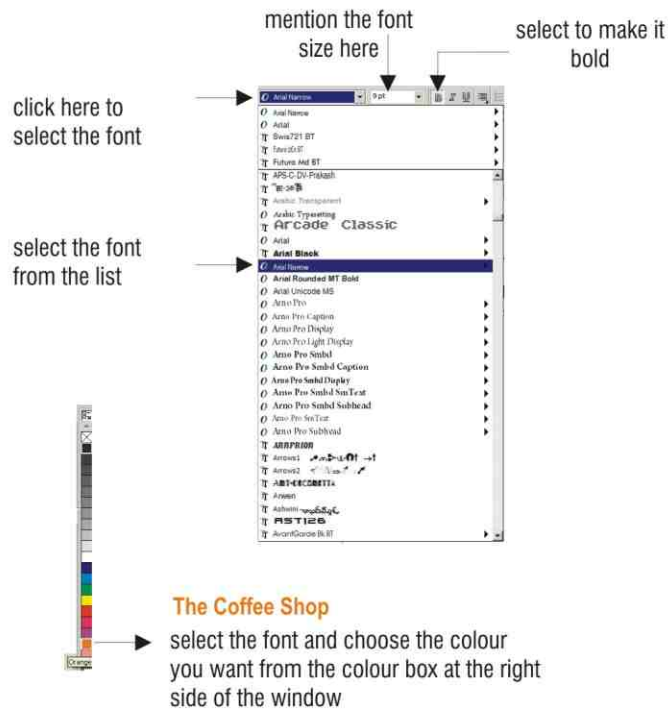 mention the font
size here
select to make it
bold
click here to
select the font
Arial Narrow
9 pt
Arial Narrow
Arial
Swis721 BT
Futura Md BT
APS-C-DV-Prakash
Arabic Transparent
Arabic Typesetting
Arcade Classic
Arial
Arial Black
select the font
from the list
Arial Narrow
Arial Rounded MT Bold
Arial Unicode MS
Arno Pro
Arno Pro Caption
Arno Pro Display
Arno Pro Light Display
Arno Pro Smbd
Arno Pro Smbd Caption
Arno Pro Smbd Display
Arno Pro Smbd SmText
Arno Pro Smbd Subhead
Arno Pro SmText
Arno Pro Subhead
Arrows1
Arrows2
Arwen
Ashwini
AvantGarde Bk BT
The Coffee Shop
select the font and choose the colour
you want from the colour box at the right
side of the window
Orange